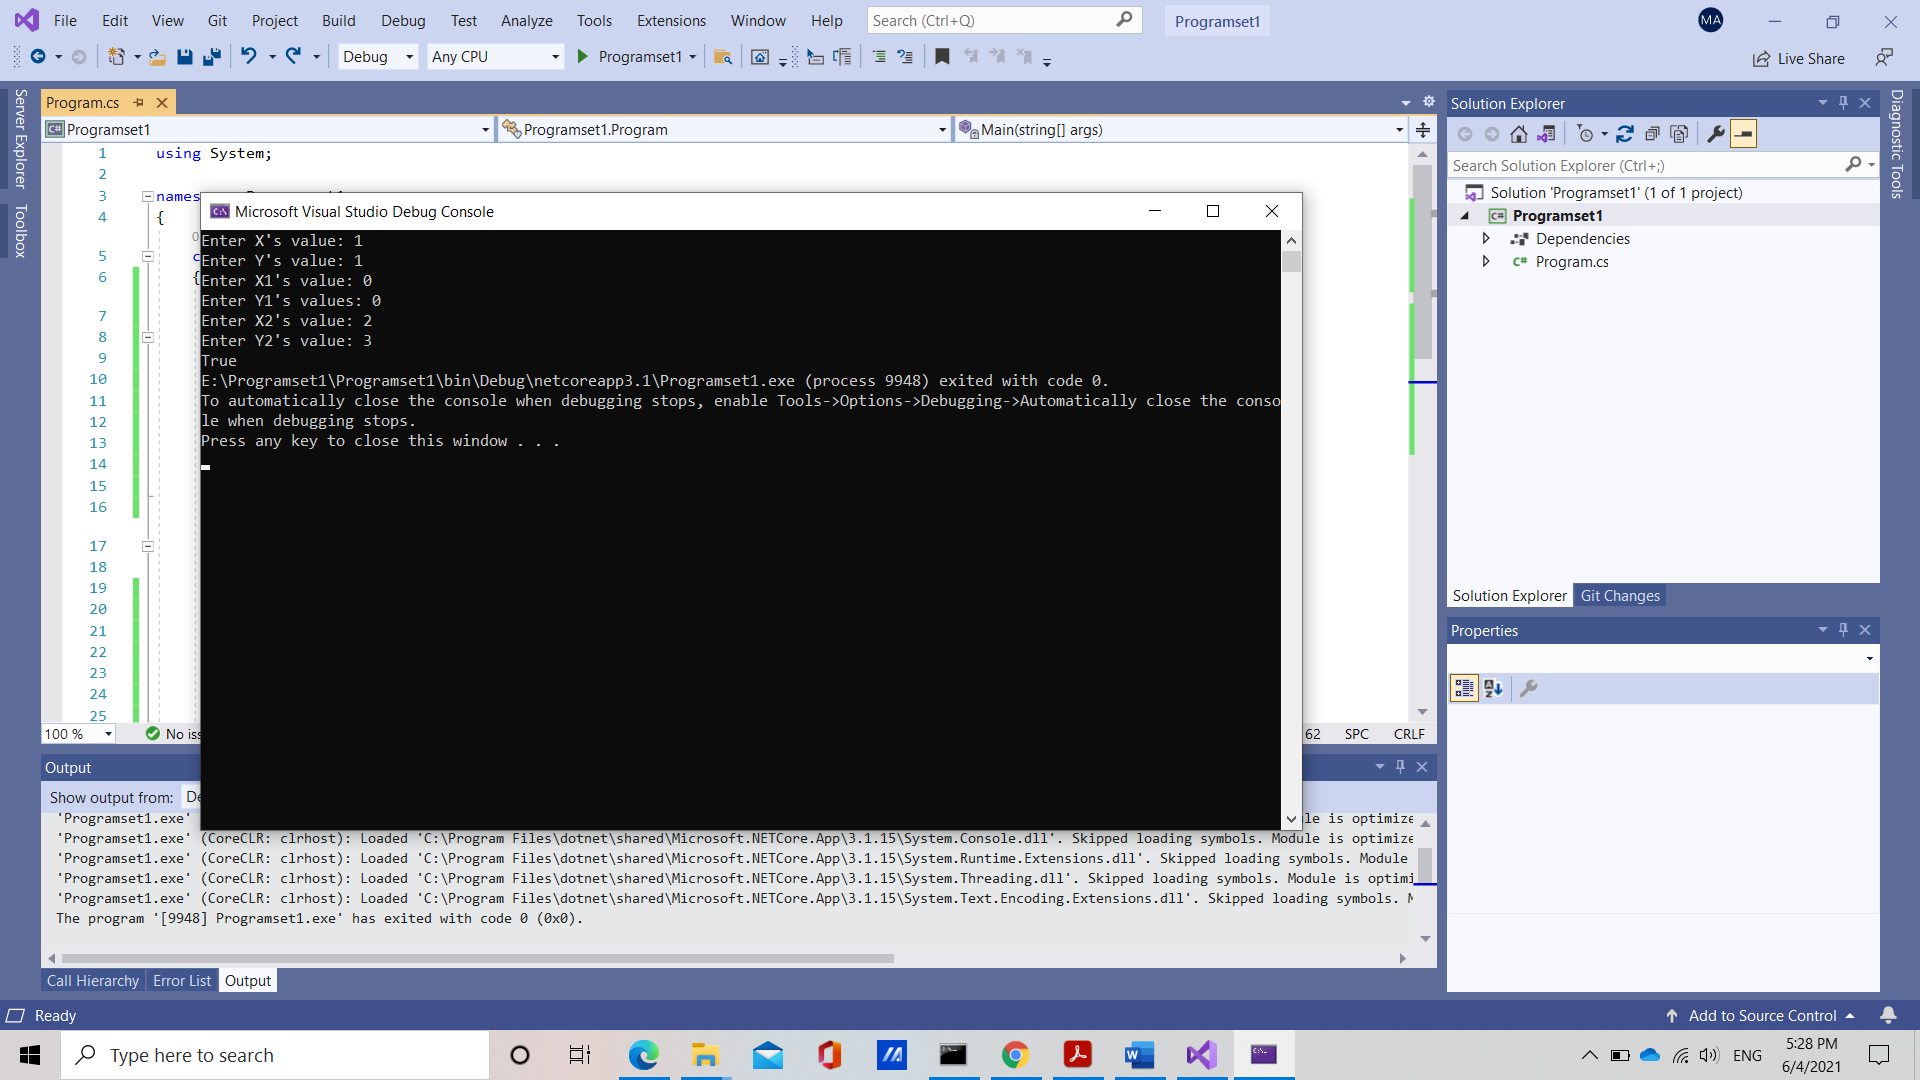 File Edit View Git Project Build Debug Test Analyze Tools Extensions Window Help Search (Ctrl+Q) Programset1 MA
Debug Any CPU Programset1 Live Share
Server Explorer
Toolbox
Program.cs
Programset1 Programset1.Program Main(string[] args)
1 using System;
2
3 names
4 {
5
6 {
7
8
9
10
11
12
13
14
15
16
17
18
19
20
21
22
23
24
25
Microsoft Visual Studio Debug Console
Enter X's value: 1
Enter Y's value: 1
Enter X1's value: 0
Enter Y1's values: 0
Enter X2's value: 2
Enter Y2's value: 3
True
E:\Programset1\Programset1\bin\Debug\netcoreapp3.1\Programset1.exe (process 9948) exited with code 0.
To automatically close the console when debugging stops, enable Tools->Options->Debugging->Automatically close the conso
le when debugging stops.
Press any key to close this window . . .
100 % No iss 62 SPC CRLF
Output
Show output from: De
'Programset1.exe' le is optimize
'Programset1.exe' (CoreCLR: clrhost): Loaded 'C:\Program Files\dotnet\shared\Microsoft.NETCore.App\3.1.15\System.Console.dll'. Skipped loading symbols. Module is optimize
'Programset1.exe' (CoreCLR: clrhost): Loaded 'C:\Program Files\dotnet\shared\Microsoft.NETCore.App\3.1.15\System.Runtime.Extensions.dll'. Skipped loading symbols. Module
'Programset1.exe' (CoreCLR: clrhost): Loaded 'C:\Program Files\dotnet\shared\Microsoft.NETCore.App\3.1.15\System.Threading.dll'. Skipped loading symbols. Module is optimi
'Programset1.exe' (CoreCLR: clrhost): Loaded 'C:\Program Files\dotnet\shared\Microsoft.NETCore.App\3.1.15\System.Text.Encoding.Extensions.dll'. Skipped loading symbols. M
The program '[9948] Programset1.exe' has exited with code 0 (0x0).
Call Hierarchy Error List Output
Solution Explorer
Search Solution Explorer (Ctrl+;)
Solution 'Programset1' (1 of 1 project)
C# Programset1
Dependencies
C# Program.cs
Solution Explorer Git Changes
Properties
Diagnostic Tools
Ready Add to Source Control
Type here to search ENG 5:28 PM
6/4/2021